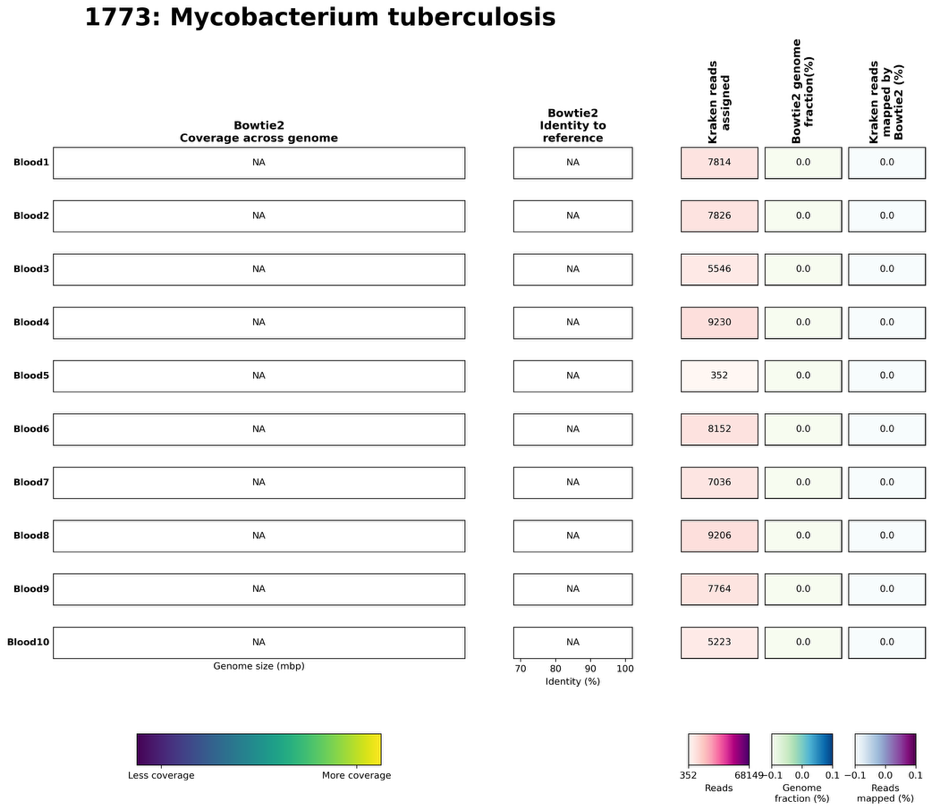 1773: Mycobacterium tuberculosis
Bowtie2
Coverage across genome
Bowtie2
Identity to
reference
Kraken reads
assigned
Bowtie2 genome
fraction(%)
Kraken reads
mapped by
Bowtie2 (%)
Blood1 NA NA 7814 0.0 0.0
Blood2 NA NA 7826 0.0 0.0
Blood3 NA NA 5546 0.0 0.0
Blood4 NA NA 9230 0.0 0.0
Blood5 NA NA 352 0.0 0.0
Blood6 NA NA 8152 0.0 0.0
Blood7 NA NA 7036 0.0 0.0
Blood8 NA NA 9206 0.0 0.0
Blood9 NA NA 7764 0.0 0.0
Blood10 NA NA 5223 0.0 0.0
Genome size (mbp)
70 80 90 100
Identity (%)
Less coverage More coverage
352 68149
Reads
−0.1 0.0 0.1
Genome
fraction (%)
−0.1 0.0 0.1
Reads
mapped (%)